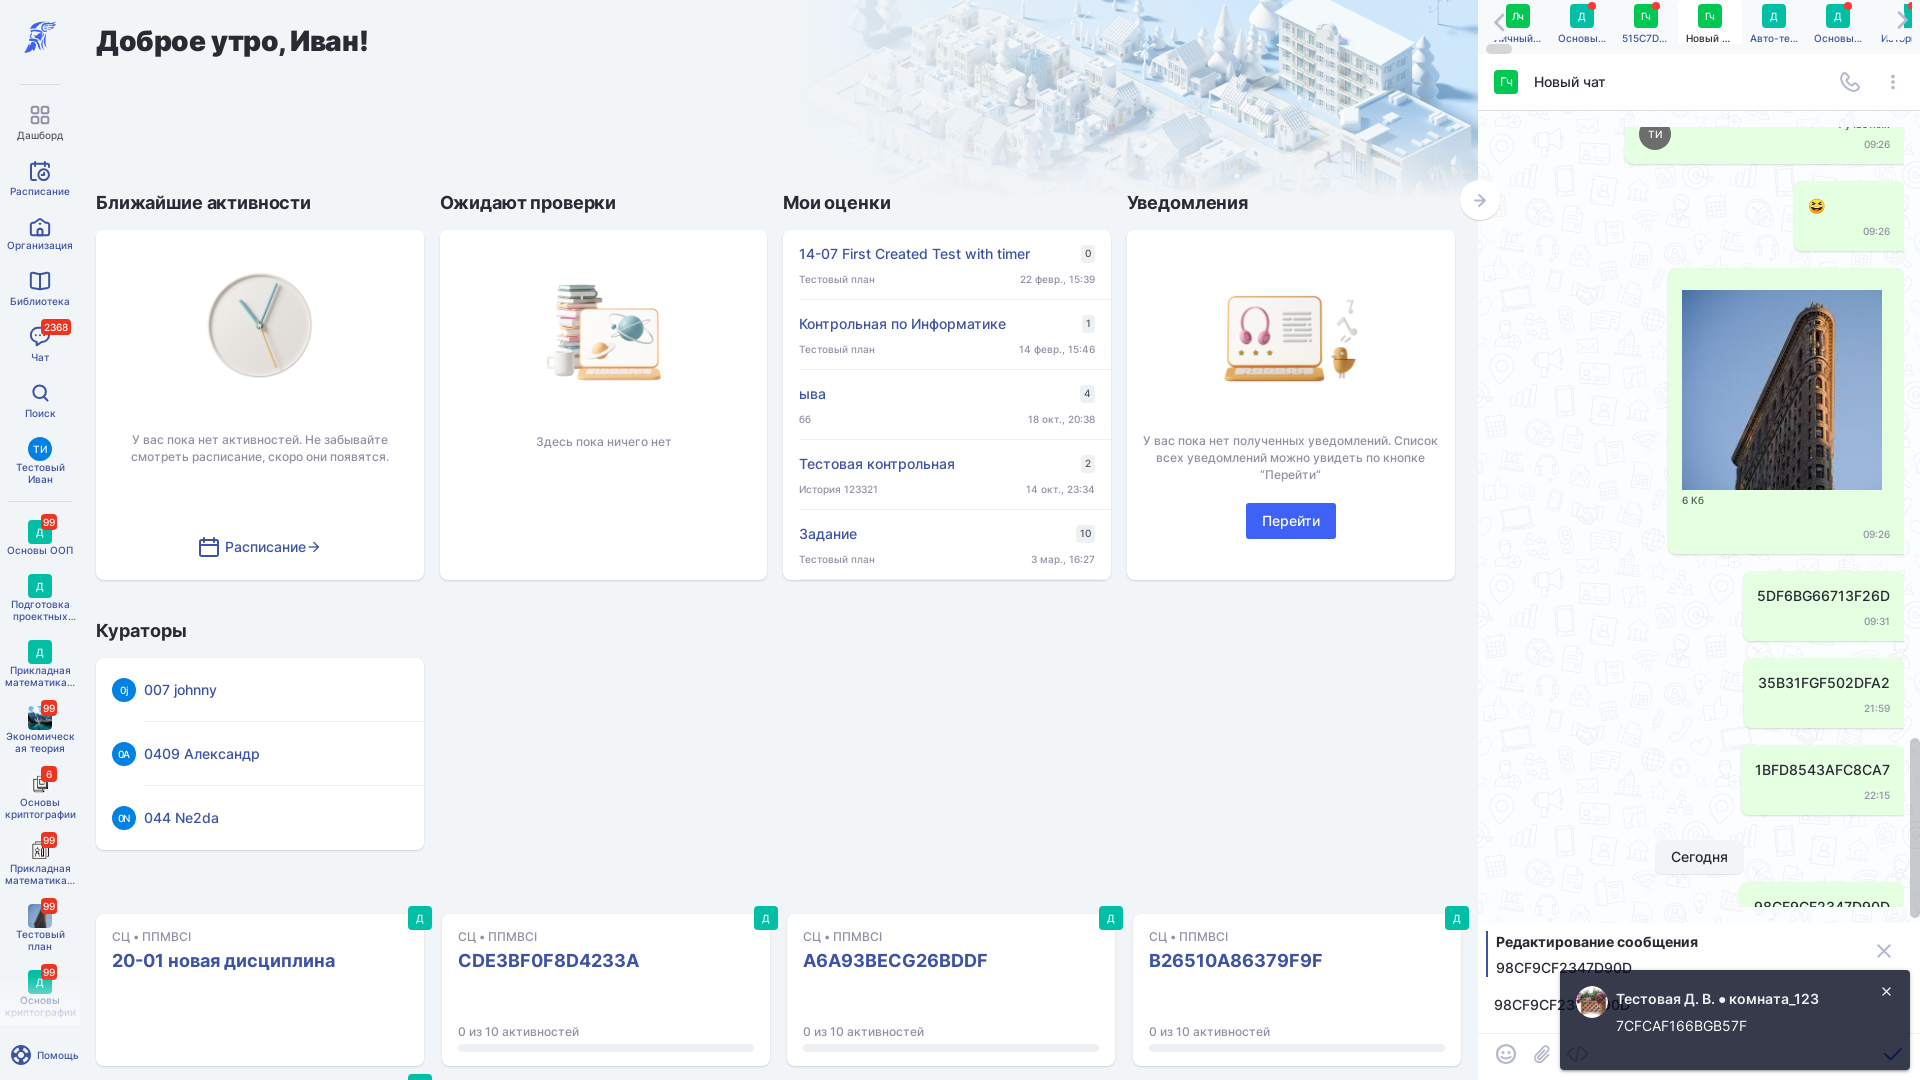 Дашборд
Расписание
Организация
Библиотека
2368
Чат
Поиск
ТИ
Тестовый
Иван
99
Д
Основы ООП
Д
Подготовка
проектных...
Д
Прикладная
математика...
99
Экономическ
ая теория
6
Основы
криптографии
99
Прикладная
математика...
99
Тестовый
план
99
Д
Основы
криптографии
Помощь
Доброе утро, Иван!
Ближайшие активности
У вас пока нет активностей. Не забывайте
смотреть расписание, скоро они появятся.
Расписание
Ожидают проверки
Здесь пока ничего нет
Мои оценки
14-07 First Created Test with timer
0
Тестовый план
22 февр., 15:39
Контрольная по Информатике
1
Тестовый план
14 февр., 15:46
ыва
4
бб
18 окт., 20:38
Тестовая контрольная
2
История 123321
14 окт., 23:34
Задание
10
Тестовый план
3 мар., 16:27
Уведомления
У вас пока нет полученных уведомлений. Список
всех уведомлений можно увидеть по кнопке
“Перейти”
Перейти
Кураторы
0j
007 johnny
0А
0409 Александр
0N
044 Ne2da
Д
СЦ • ППМВСІ
20-01 новая дисциплина
Д
СЦ • ППМВСІ
CDE3BF0F8D4233A
0 из 10 активностей
Д
СЦ • ППМВСІ
A6A93BECG26BDDF
0 из 10 активностей
Д
СЦ • ППМВСІ
B26510A86379F9F
0 из 10 активностей
Лч
Личный...
Д
Основы...
Гч
515C7D...
Гч
Новый ...
Д
Авто-те...
Д
Основы...
Гч
Новый чат
ТИ
09:26
09:26
6 Кб
09:26
5DF6BG66713F26D
09:31
35B31FGF502DFA2
21:59
1BFD8543AFC8CA7
22:15
Сегодня
98CF9CF2347D90D
Редактирование сообщения
98CF9CF2347D90D
98CF9CF2347D90D
Тестовая Д. В. • комната_123
7CFCAF166BGB57F